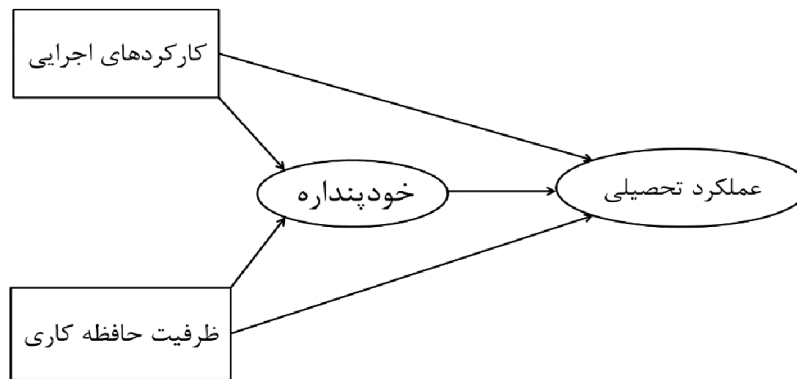 کارکردهای اجرایی
خودپنداره
عملکرد تحصیلی
ظرفیت حافظه کاری